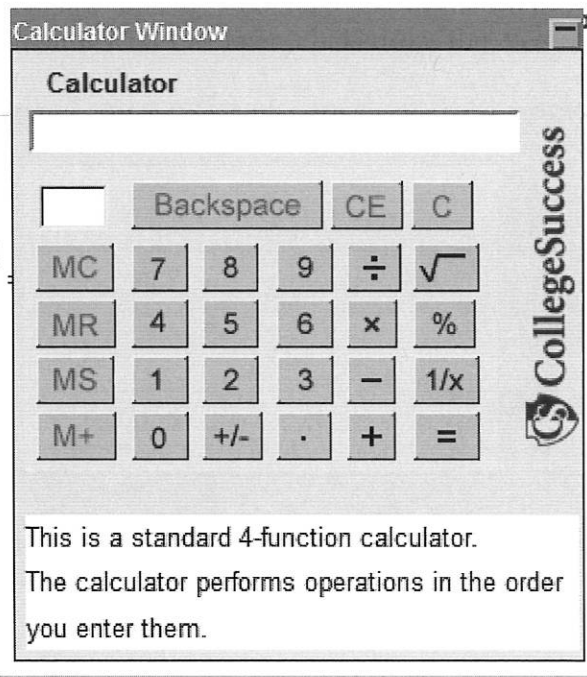 Calculator Window
Calculator
Backspace CE C
MC 7 8 9 ÷ √
MR 4 5 6 × %
MS 1 2 3 − 1/x
M+ 0 +/- . + =
CS CollegeSuccess
This is a standard 4-function calculator.
The calculator performs operations in the order
you enter them.